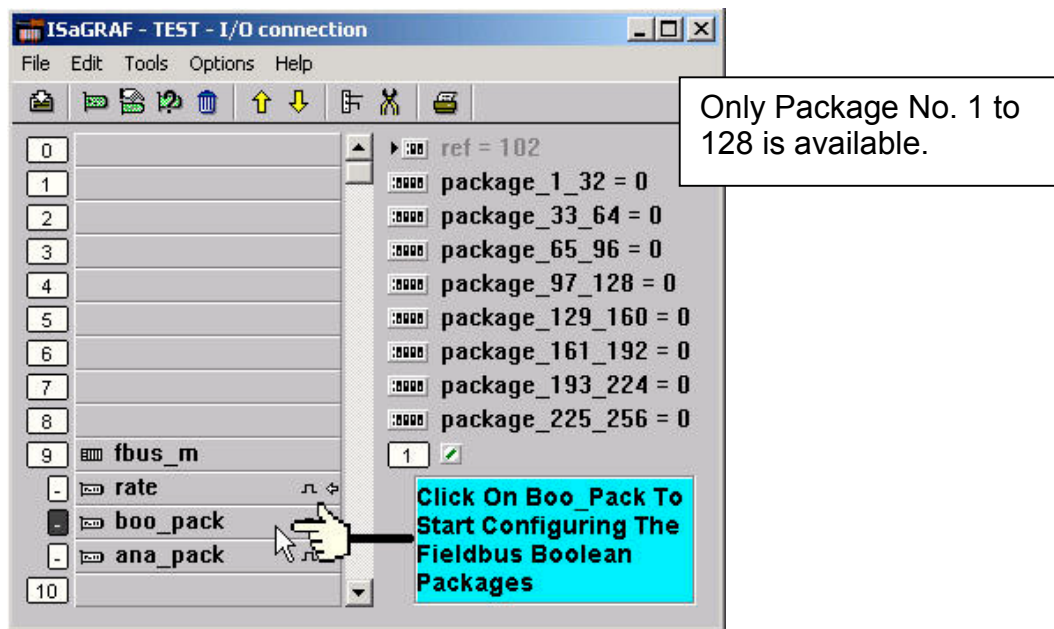 ISaGRAF - TEST - I/O connection
File Edit Tools Options Help
Only Package No. 1 to
128 is available.
0
1
2
3
4
5
6
7
8
9 fbus_m
- rate
- boo_pack
- ana_pack
10
ref = 102
package_1_32 = 0
package_33_64 = 0
package_65_96 = 0
package_97_128 = 0
package_129_160 = 0
package_161_192 = 0
package_193_224 = 0
package_225_256 = 0
1
Click On Boo_Pack To
Start Configuring The
Fieldbus Boolean
Packages